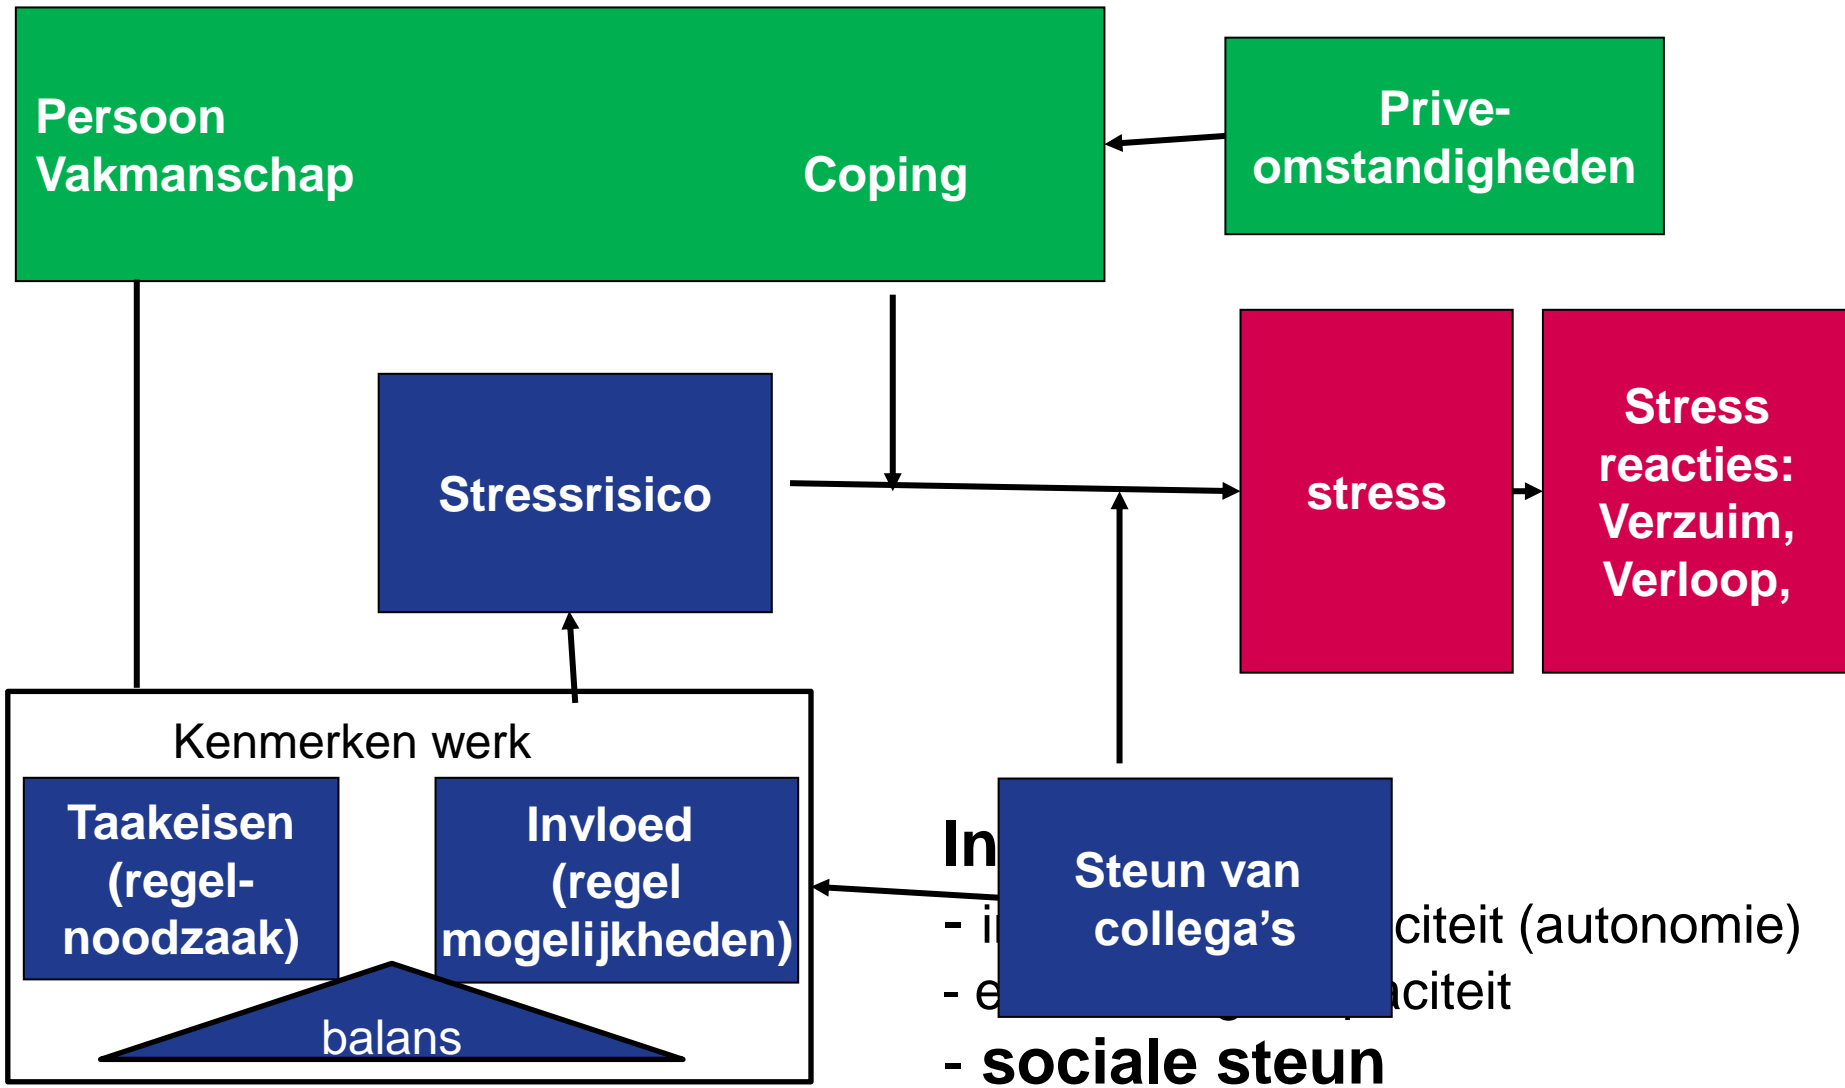 Persoon
Vakmanschap
Coping
Prive-
omstandigheden
Stressrisico
stress
Stress
reacties:
Verzuim,
Verloop,
Kenmerken werk
Taakeisen
(regel-
noodzaak)
Invloed
(regel
mogelijkheden)
balans
Steun van
collega's
In
- i citeit (autonomie)
- e aciteit
- sociale steun